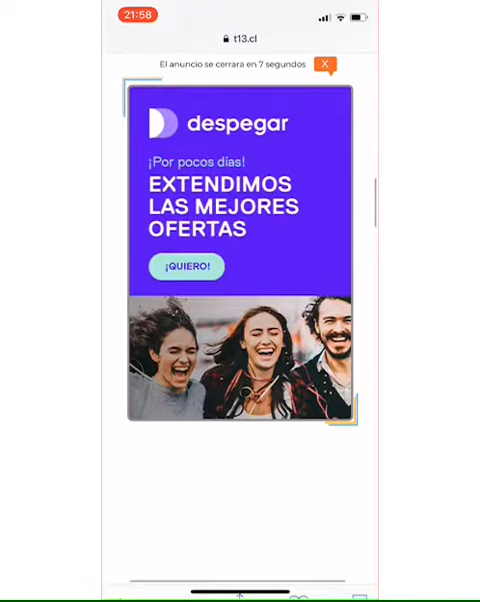 21:58
t13.cl
El anuncio se cerrara en 7 segundos
X
despegar
¡Por pocos días!
EXTENDIMOS
LAS MEJORES
OFERTAS
¡QUIERO!